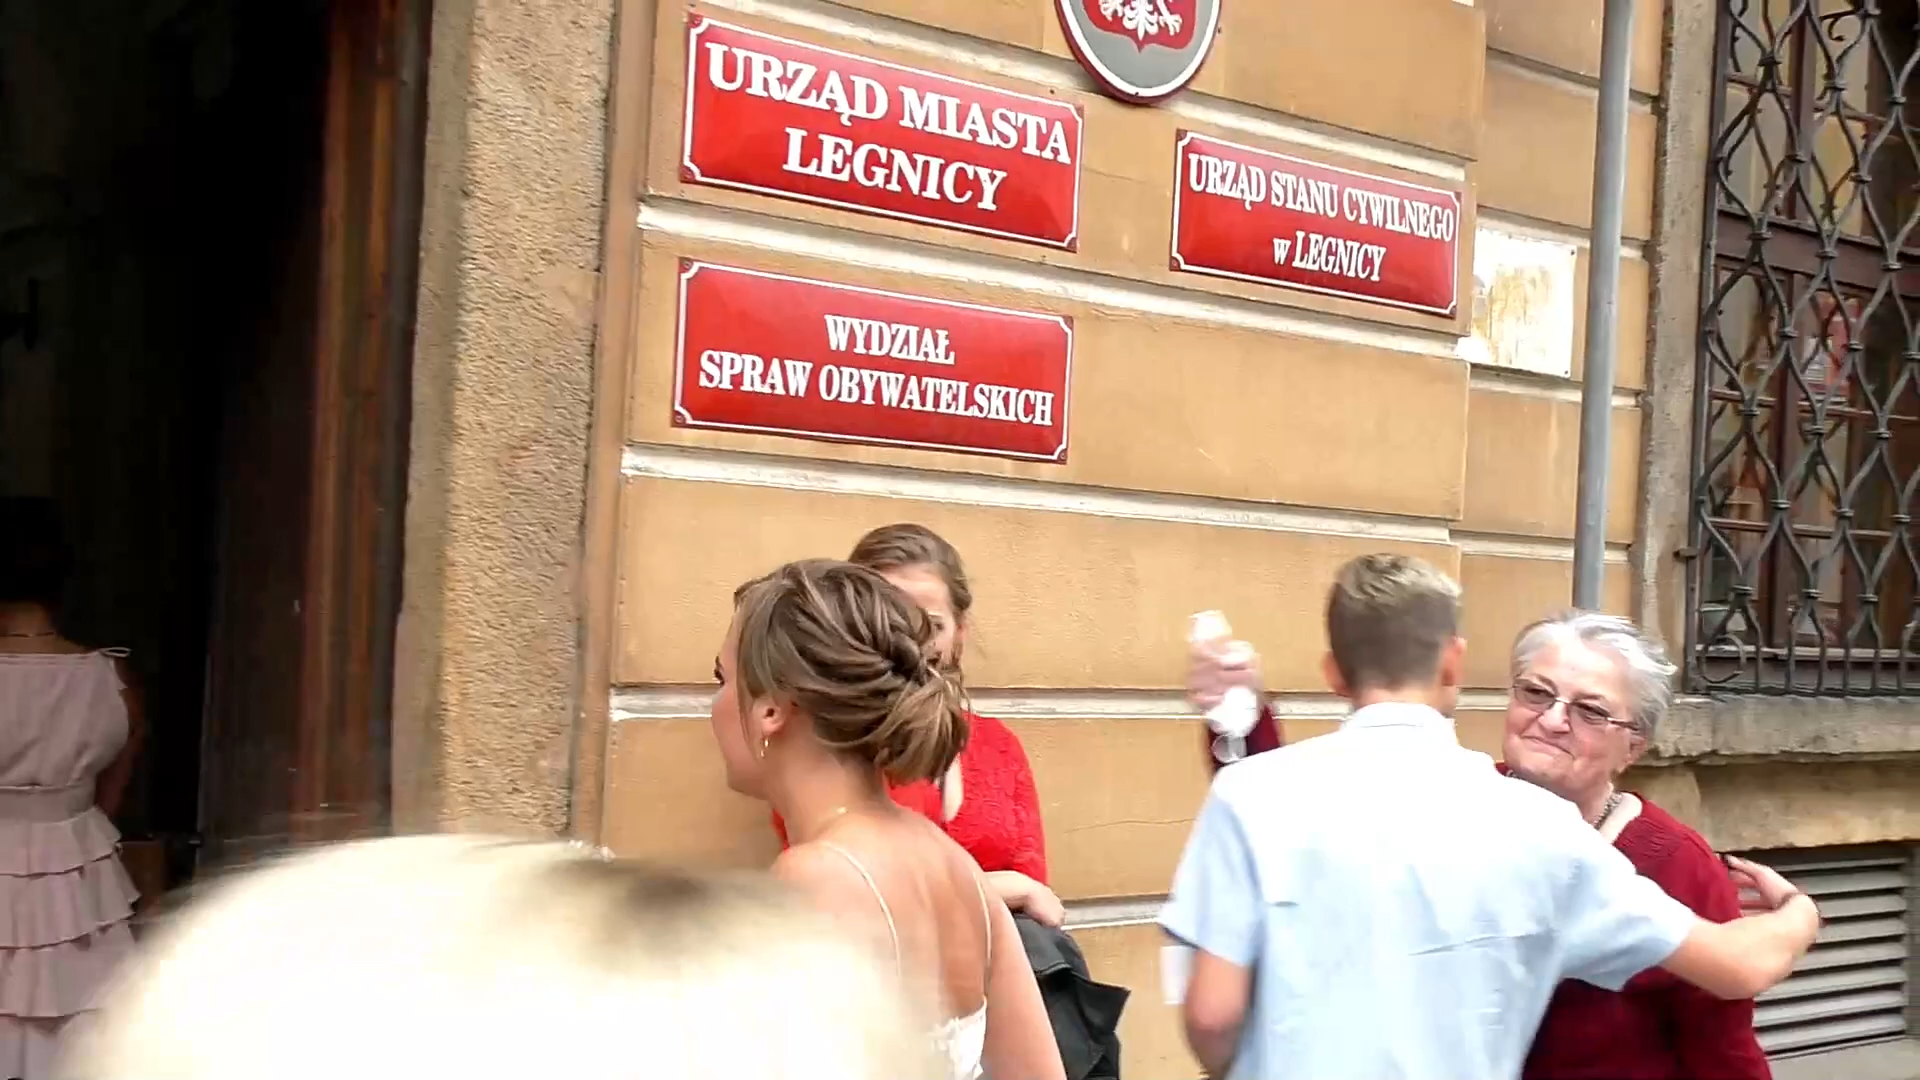 URZĄD MIASTA
LEGNICY
URZĄD STANU CYWILNEGO
w LEGNICY
WYDZIAŁ
SPRAW OBYWATELSKICH